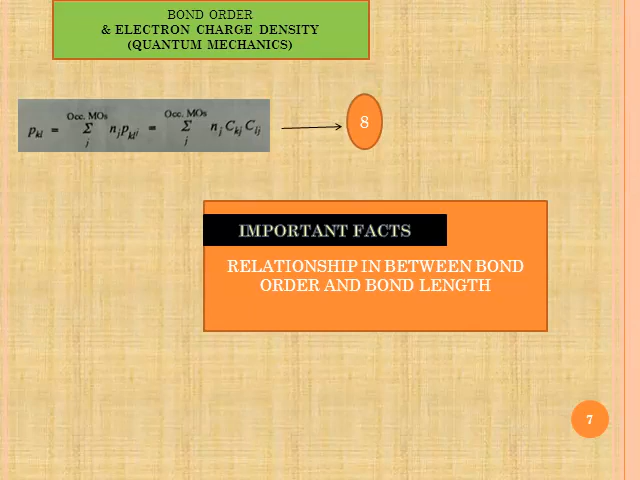 BOND ORDER
& ELECTRON CHARGE DENSITY
(QUANTUM MECHANICS)
p_kl = Occ. MOs Σ j n_j p_kl^j = Occ. MOs Σ j n_j C_kj C_lj
8
IMPORTANT FACTS
RELATIONSHIP IN BETWEEN BOND
ORDER AND BOND LENGTH
7